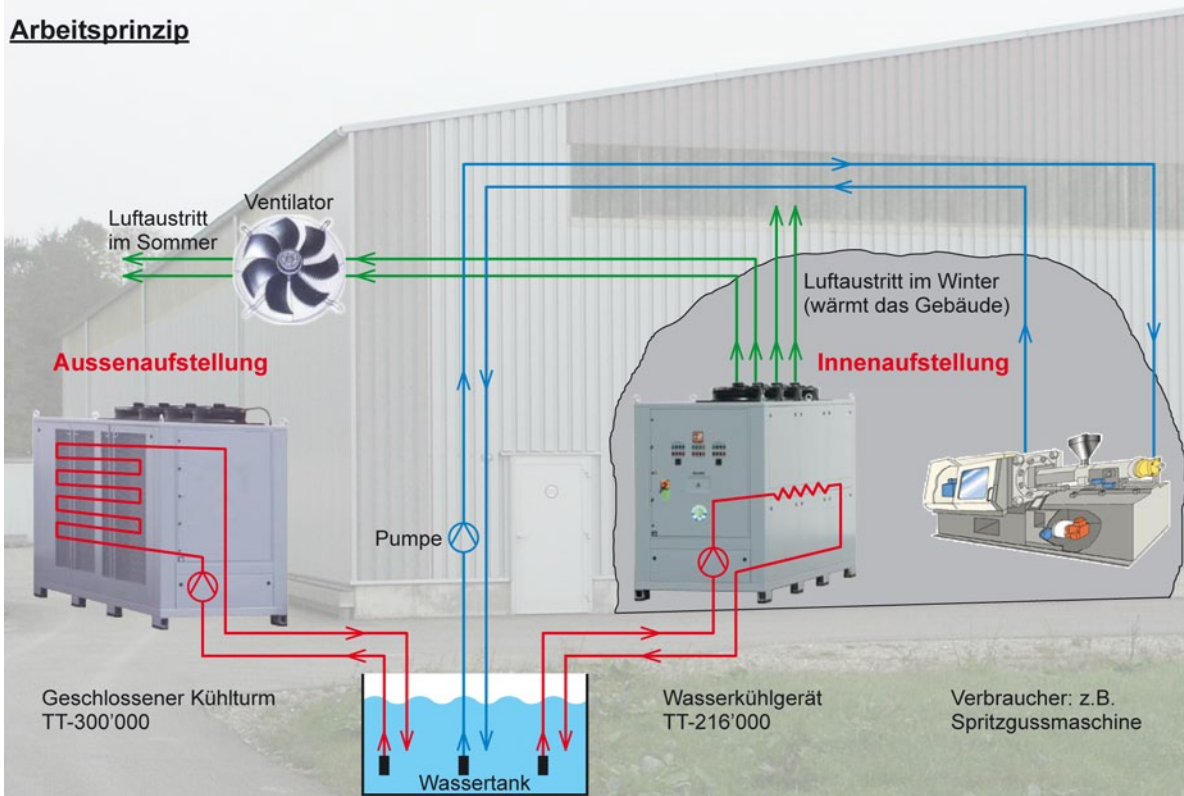 Arbeitsprinzip
Ventilator
Luftaustritt
im Sommer
Luftaustritt im Winter
(wärmt das Gebäude)
Aussenaufstellung
Innenaufstellung
Pumpe
Geschlossener Kühlturm
TT-300’000
Wasserkühlgerät
TT-216’000
Verbraucher: z.B.
Spritzgussmaschine
Wassertank